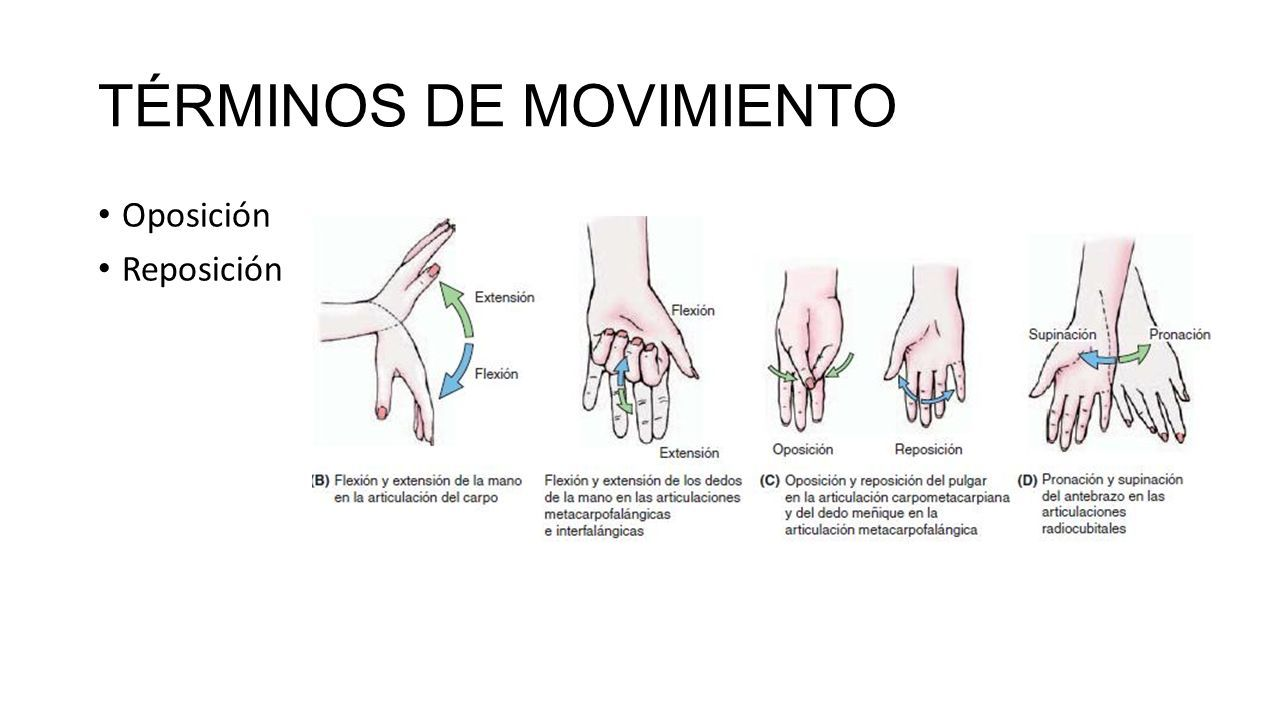 TÉRMINOS DE MOVIMIENTO
• Oposición
• Reposición
Extensión
Flexión
(B) Flexión y extensión de la mano
en la articulación del carpo
Flexión
Extensión
Flexión y extensión de los dedos
de la mano en las articulaciones
metacarpofalángicas
e interfalángicas
Oposición
Reposición
(C) Oposición y reposición del pulgar
en la articulación carpometacarpiana
y del dedo meñique en la
articulación metacarpofalángica
Supinación
Pronación
(D) Pronación y supinación
del antebrazo en las
articulaciones
radiocubitales